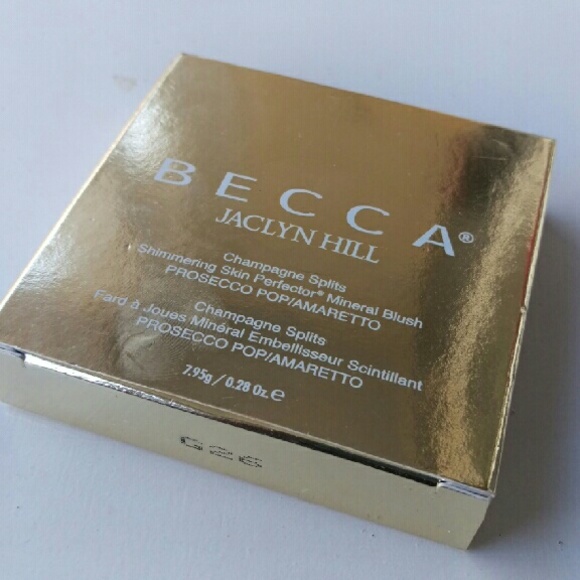 BECCA®
JACLYN HILL
Champagne Splits
Shimmering Skin Perfector® Mineral Blush
PROSECCO POP/AMARETTO
Champagne Splits
Fard à Joues Minéral Embellisseur Scintillant
PROSECCO POP/AMARETTO
7.95g / 0.28 Oz.℮